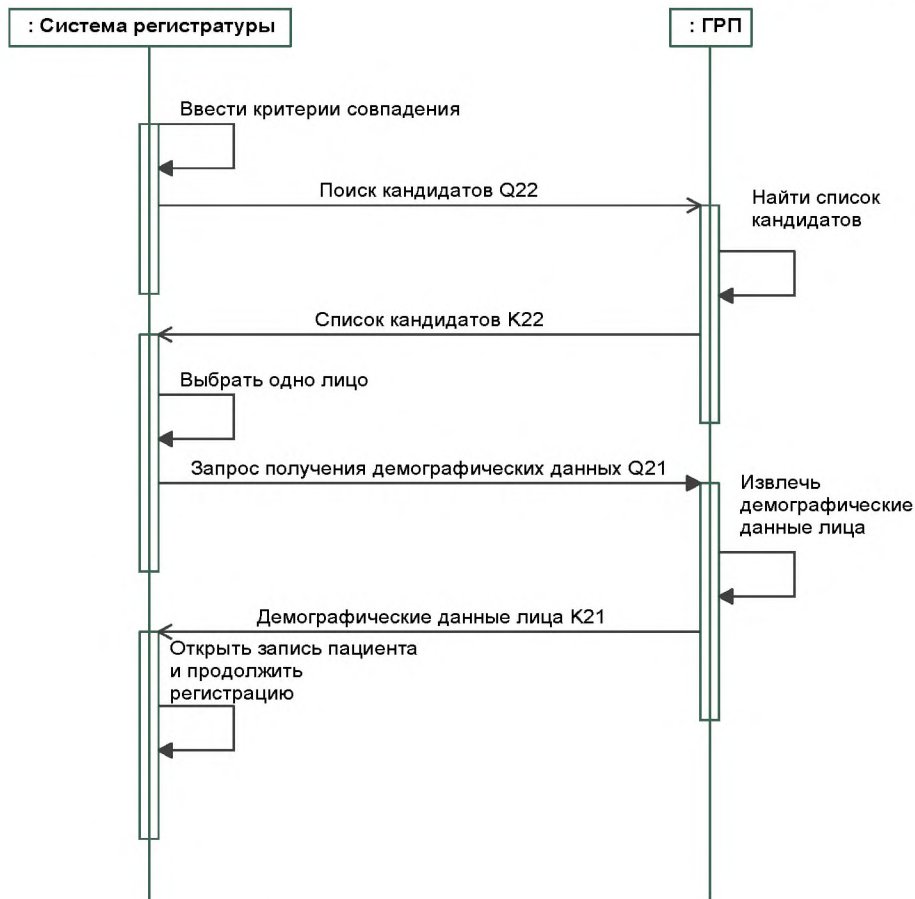 : Система регистратуры
: ГРП
Ввести критерии совпадения
Поиск кандидатов Q22
Найти список
кандидатов
Список кандидатов K22
Выбрать одно лицо
Запрос получения демографических данных Q21
Извлечь
демографические
данные лица
Демографические данные лица K21
Открыть запись пациента
и продолжить
регистрацию